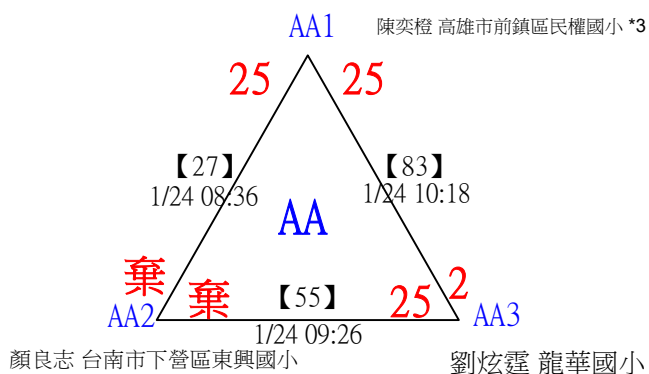 AA1
陳奕橙 高雄市前鎮區民權國小 *3
25 25
【27】 【83】
1/24 08:36 1/24 10:18
AA
棄 棄 【55】 25 2
AA2 AA3
1/24 09:26
顏良志 台南市下營區東興國小 劉炫霆 龍華國小